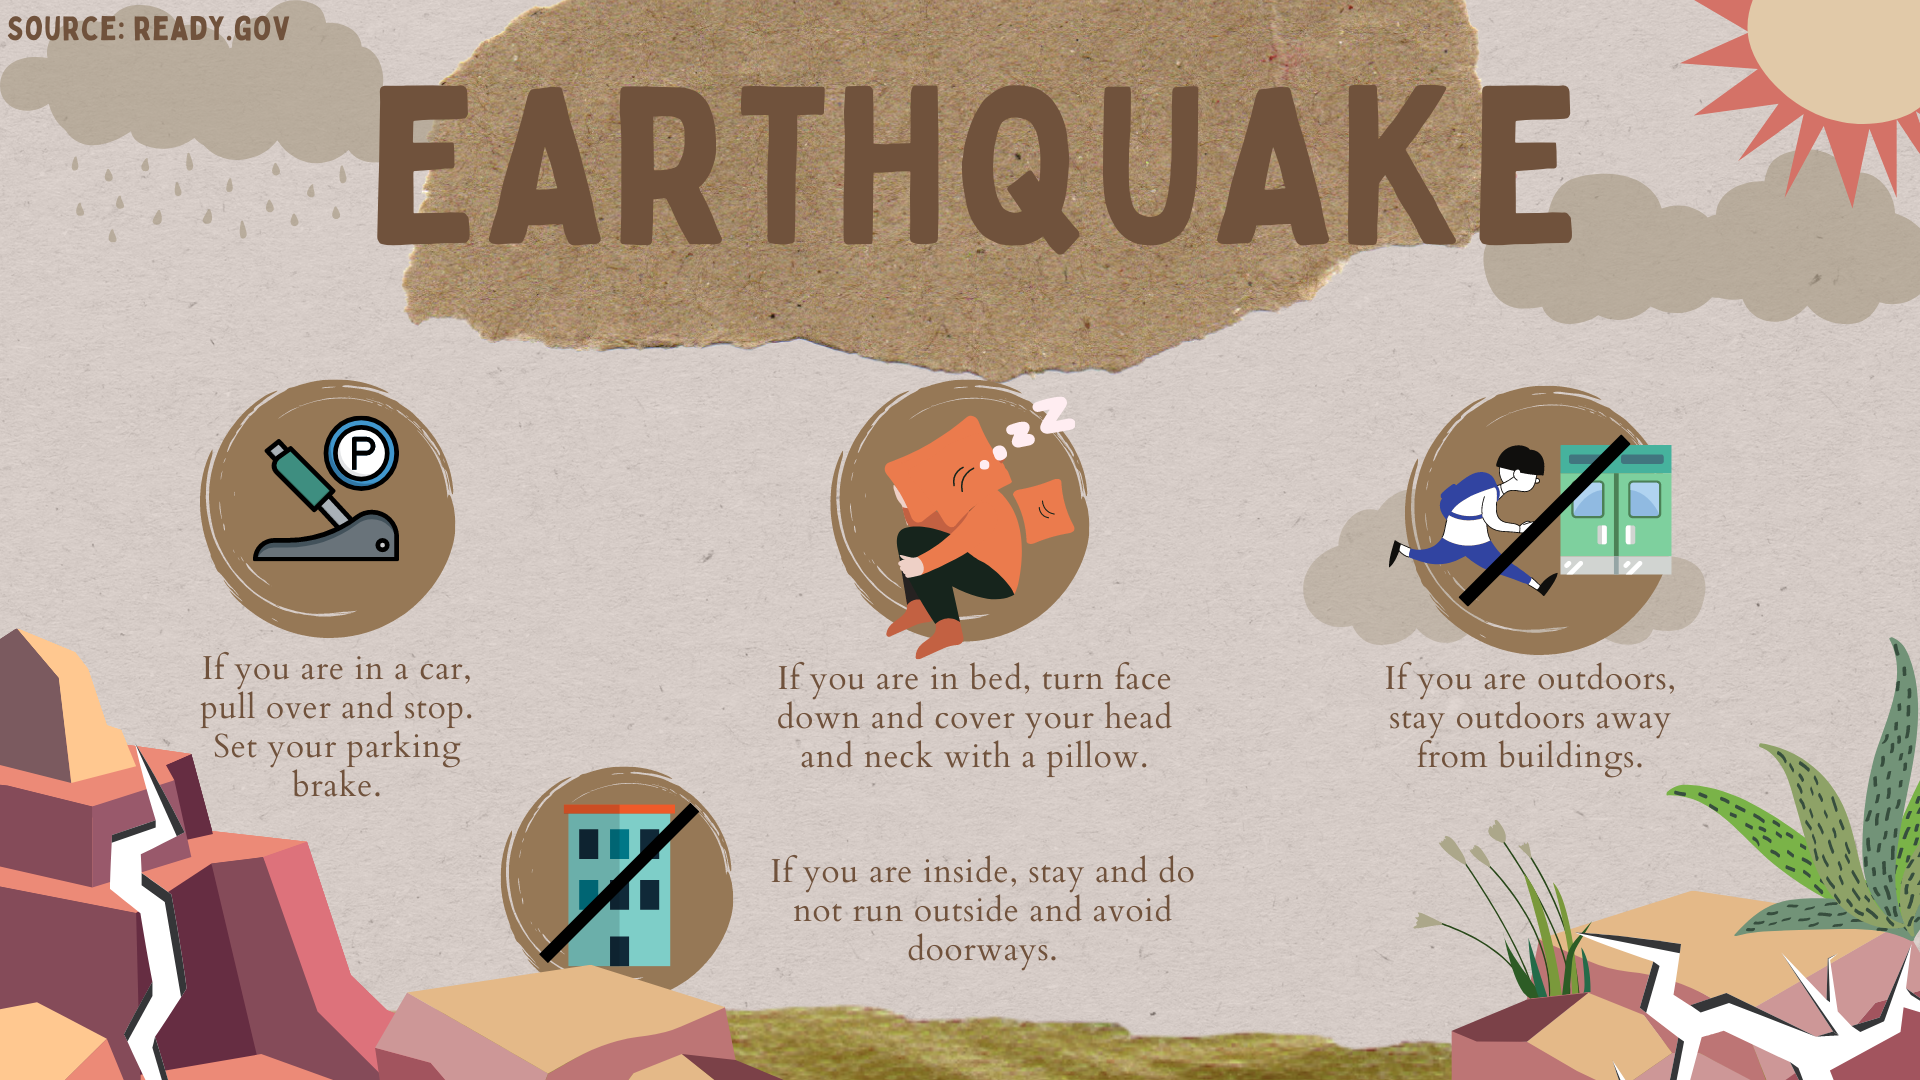 SOURCE: READY.GOV
EARTHQUAKE
P
zz
If you are in a car,
pull over and stop.
Set your parking
brake.
If you are in bed, turn face
down and cover your head
and neck with a pillow.
If you are outdoors,
stay outdoors away
from buildings.
If you are inside, stay and do
not run outside and avoid
doorways.